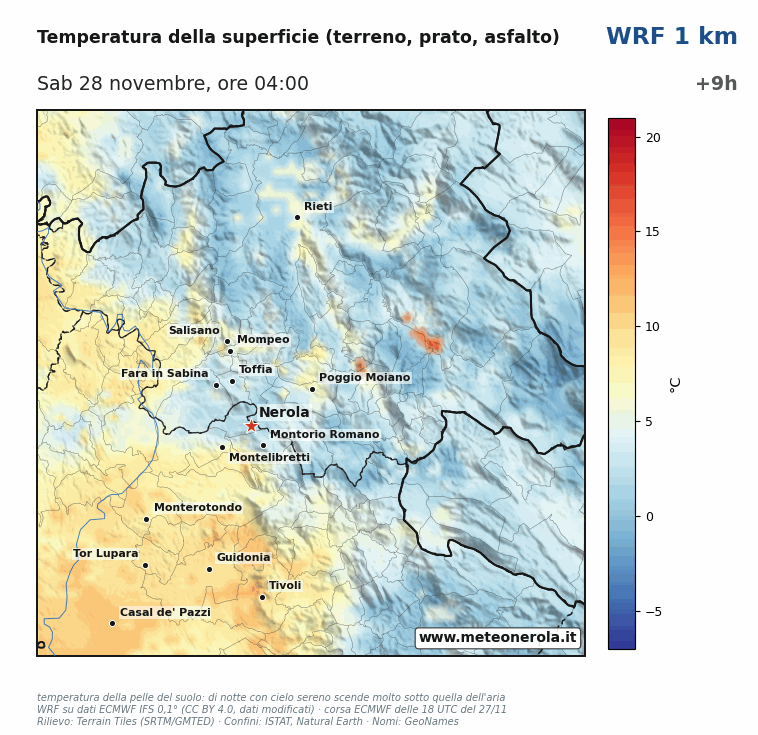 Temperatura della superficie (terreno, prato, asfalto)
WRF 1 km
Sab 28 novembre, ore 04:00
+9h
Rieti
Salisano
Mompeo
Fara in Sabina
Toffia
Poggio Moiano
Nerola
Montorio Romano
Montelibretti
Monterotondo
Tor Lupara
Guidonia
Tivoli
Casal de' Pazzi
www.meteonerola.it
20
15
10
5
0
−5
°C
temperatura della pelle del suolo: di notte con cielo sereno scende molto sotto quella dell'aria
WRF su dati ECMWF IFS 0,1° (CC BY 4.0, dati modificati) · corsa ECMWF delle 18 UTC del 27/11
Rilievo: Terrain Tiles (SRTM/GMTED) · Confini: ISTAT, Natural Earth · Nomi: GeoNames